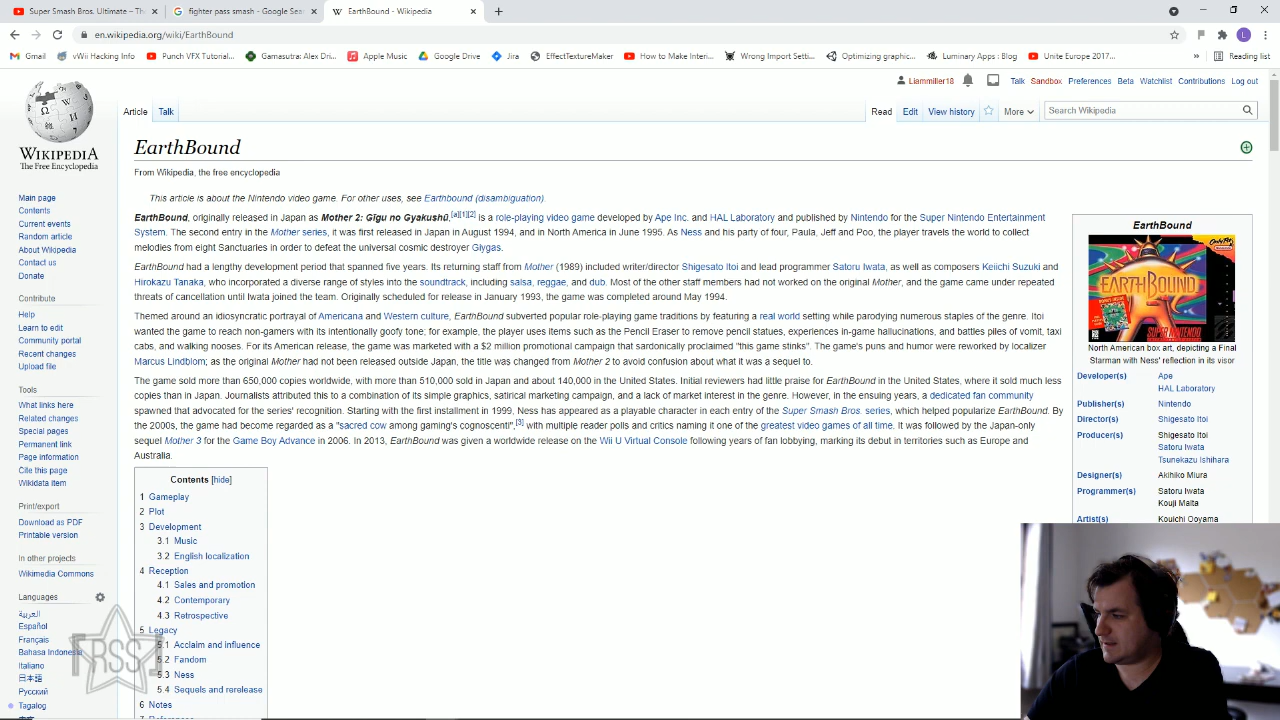 Super Smash Bros. Ultimate – Th
fighter pass smash - Google Sear
EarthBound - Wikipedia
en.wikipedia.org/wiki/EarthBound
Gmail
vWii Hacking Info
Punch VFX Tutorial...
Gamasutra: Alex Dri...
Apple Music
Google Drive
Jira
EffectTextureMaker
How to Make Inter...
Wrong Import Setti...
Optimizing graphic...
Luminary Apps : Blog
Unite Europe 2017...
»
Reading list
Liammiller18
Talk
Sandbox
Preferences
Beta
Watchlist
Contributions
Log out
Article
Talk
Read
Edit
View history
More
Search Wikipedia
WIKIPEDIA
The Free Encyclopedia
Main page
Contents
Current events
Random article
About Wikipedia
Contact us
Donate
Contribute
Help
Learn to edit
Community portal
Recent changes
Upload file
Tools
What links here
Related changes
Special pages
Permanent link
Page information
Cite this page
Wikidata item
Print/export
Download as PDF
Printable version
In other projects
Wikimedia Commons
Languages
العربية
Español
Français
Bahasa Indonesia
Italiano
日本語
Русский
Tagalog
RSS
EarthBound
From Wikipedia, the free encyclopedia
This article is about the Nintendo video game. For other uses, see Earthbound (disambiguation).
EarthBound, originally released in Japan as Mother 2: Gīgu no Gyakushū,[a][1][2] is a role-playing video game developed by Ape Inc. and HAL Laboratory and published by Nintendo for the Super Nintendo Entertainment
System. The second entry in the Mother series, it was first released in Japan in August 1994, and in North America in June 1995. As Ness and his party of four, Paula, Jeff and Poo, the player travels the world to collect
melodies from eight Sanctuaries in order to defeat the universal cosmic destroyer Giygas.
EarthBound had a lengthy development period that spanned five years. Its returning staff from Mother (1989) included writer/director Shigesato Itoi and lead programmer Satoru Iwata, as well as composers Keiichi Suzuki and
Hirokazu Tanaka, who incorporated a diverse range of styles into the soundtrack, including salsa, reggae, and dub. Most of the other staff members had not worked on the original Mother, and the game came under repeated
threats of cancellation until Iwata joined the team. Originally scheduled for release in January 1993, the game was completed around May 1994.
Themed around an idiosyncratic portrayal of Americana and Western culture, EarthBound subverted popular role-playing game traditions by featuring a real world setting while parodying numerous staples of the genre. Itoi
wanted the game to reach non-gamers with its intentionally goofy tone; for example, the player uses items such as the Pencil Eraser to remove pencil statues, experiences in-game hallucinations, and battles piles of vomit, taxi
cabs, and walking nooses. For its American release, the game was marketed with a $2 million promotional campaign that sardonically proclaimed "this game stinks". The game's puns and humor were reworked by localizer
Marcus Lindblom; as the original Mother had not been released outside Japan, the title was changed from Mother 2 to avoid confusion about what it was a sequel to.
The game sold more than 650,000 copies worldwide, with more than 510,000 sold in Japan and about 140,000 in the United States. Initial reviewers had little praise for EarthBound in the United States, where it sold much less
copies than in Japan. Journalists attributed this to a combination of its simple graphics, satirical marketing campaign, and a lack of market interest in the genre. However, in the ensuing years, a dedicated fan community
spawned that advocated for the series' recognition. Starting with the first installment in 1999, Ness has appeared as a playable character in each entry of the Super Smash Bros. series, which helped popularize EarthBound. By
the 2000s, the game had become regarded as a "sacred cow among gaming's cognoscenti",[3] with multiple reader polls and critics naming it one of the greatest video games of all time. It was followed by the Japan-only
sequel Mother 3 for the Game Boy Advance in 2006. In 2013, EarthBound was given a worldwide release on the Wii U Virtual Console following years of fan lobbying, marking its debut in territories such as Europe and
Australia.
Contents [hide]
1 Gameplay
2 Plot
3 Development
3.1 Music
3.2 English localization
4 Reception
4.1 Sales and promotion
4.2 Contemporary
4.3 Retrospective
5 Legacy
5.1 Acclaim and influence
5.2 Fandom
5.3 Ness
5.4 Sequels and rerelease
6 Notes
7 References
EarthBound
EARTHBOUND
SUPER NINTENDO
North American box art, depicting a Final
Starman with Ness' reflection in its visor
Developer(s) Ape
HAL Laboratory
Publisher(s) Nintendo
Director(s) Shigesato Itoi
Producer(s) Shigesato Itoi
Satoru Iwata
Tsunekazu Ishihara
Designer(s) Akihiko Miura
Programmer(s) Satoru Iwata
Kouji Malta
Artist(s) Kouichi Ooyama